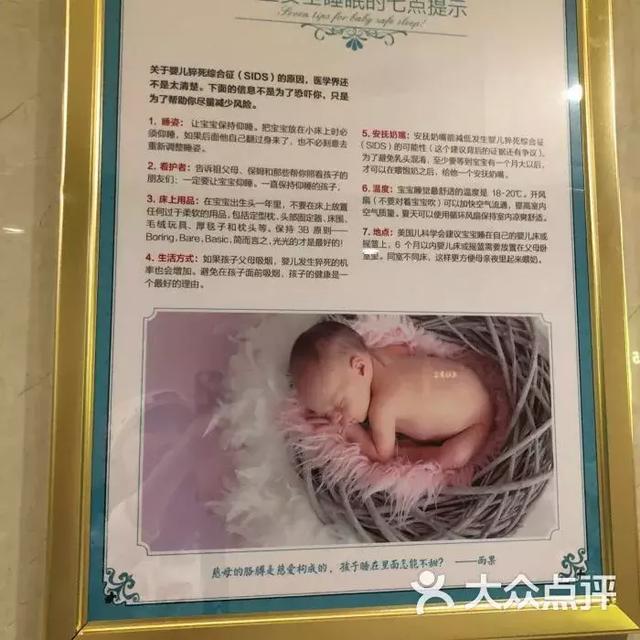 安全睡眠的七点提示
Seven tips for baby safe sleep!
关于婴儿猝死综合征(SIDS)的原因,医学界还
不是太清楚。下面的信息不是为了恐吓你,只是
为了帮助你尽量减少风险。
1. 睡姿:让宝宝保持仰睡。把宝宝放在小床上时必
须仰睡,如果后面他自己翻过身来了,也不必刻意去
重新调整睡姿。
2. 看护者:告诉祖父母、保姆和那些帮你照看孩子的
朋友们:一定要让宝宝仰睡。一直保持仰睡的孩子,
3. 床上用品:在宝宝出生头一年里,不要在床上放置
任何过于柔软的用品,包括定型枕、头部固定器、床围、
毛绒玩具、厚毯子和枕头等。保持 3B 原则——
Boring, Bare, Basic, 简而言之,光光的才是最好的!
4. 生活方式:如果孩子父母吸烟,婴儿发生猝死的机
率也会增加。避免在孩子面前吸烟,孩子的健康是一
个最好的理由。
5. 安抚奶嘴:安抚奶嘴能减低发生婴儿猝死综合征
(SIDS)的可能性(这个建议背后的证据还有争议)。
为了避免乳头混淆,至少要等到宝宝有一个月大以后,
才可以在喂饱奶之后,给他一个安抚奶嘴。
6. 温度:宝宝睡觉最舒适的温度是 18-20℃。开风
扇(不要对着宝宝吹)可以加快空气流通,提高室内
空气质量。夏天可以使用循环风扇保持室内凉爽舒适。
7. 地点:美国儿科学会建议宝宝睡在自己的婴儿床或
摇篮上,6 个月以内婴儿床或摇篮需要放置在父母卧
室里。同室不同床,这样更方便母亲夜里起来喂奶。
慈母的胳膊是慈爱构成的,孩子睡在里面怎能不甜? ——雨果
大众点评